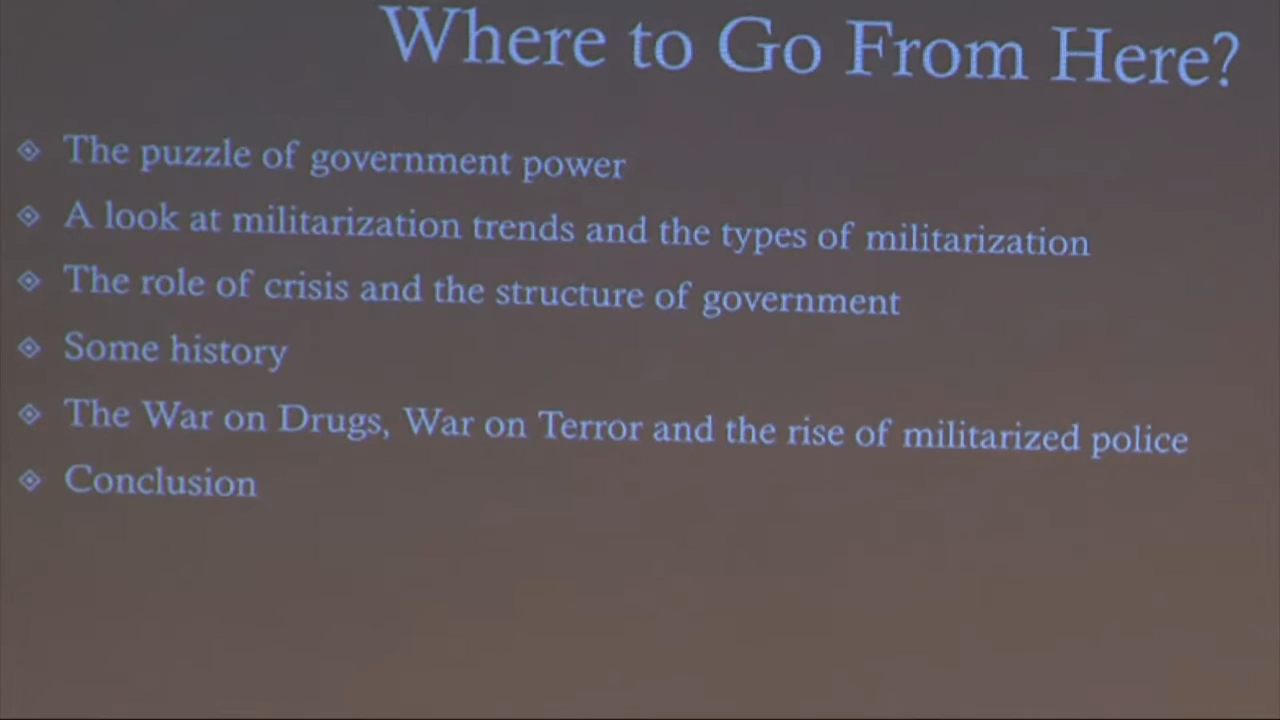 Where to Go From Here?
The puzzle of government power
A look at militarization trends and the types of militarization
The role of crisis and the structure of government
Some history
The War on Drugs, War on Terror and the rise of militarized police
Conclusion